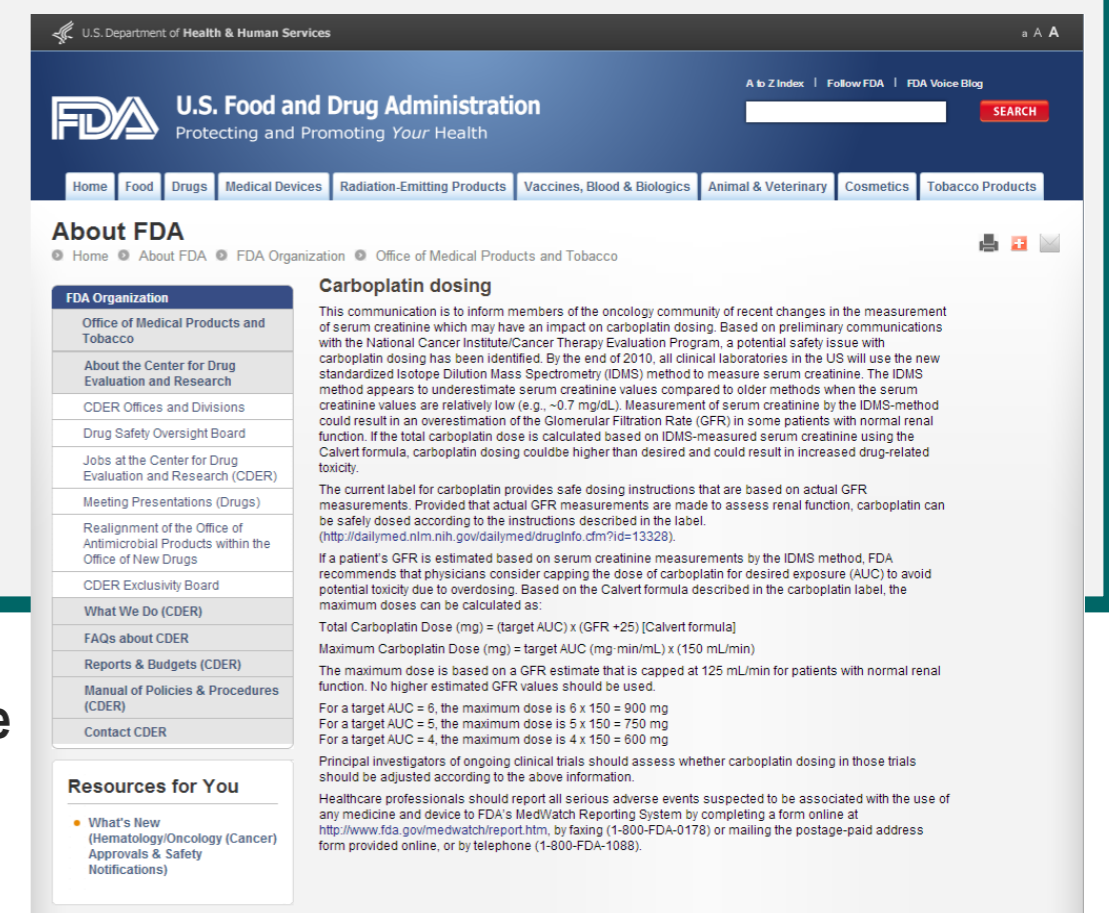 U.S. Department of Health & Human Services
a A A
FDA
U.S. Food and Drug Administration
Protecting and Promoting Your Health
A to Z Index | Follow FDA | FDA Voice Blog
SEARCH
Home Food Drugs Medical Devices Radiation-Emitting Products Vaccines, Blood & Biologics Animal & Veterinary Cosmetics Tobacco Products
About FDA
Home About FDA FDA Organization Office of Medical Products and Tobacco
FDA Organization
Office of Medical Products and
Tobacco
About the Center for Drug
Evaluation and Research
CDER Offices and Divisions
Drug Safety Oversight Board
Jobs at the Center for Drug
Evaluation and Research (CDER)
Meeting Presentations (Drugs)
Realignment of the Office of
Antimicrobial Products within the
Office of New Drugs
CDER Exclusivity Board
What We Do (CDER)
FAQs about CDER
Reports & Budgets (CDER)
Manual of Policies & Procedures
(CDER)
Contact CDER
Resources for You
What's New
(Hematology/Oncology (Cancer)
Approvals & Safety
Notifications)
Carboplatin dosing
This communication is to inform members of the oncology community of recent changes in the measurement
of serum creatinine which may have an impact on carboplatin dosing. Based on preliminary communications
with the National Cancer Institute/Cancer Therapy Evaluation Program, a potential safety issue with
carboplatin dosing has been identified. By the end of 2010, all clinical laboratories in the US will use the new
standardized Isotope Dilution Mass Spectrometry (IDMS) method to measure serum creatinine. The IDMS
method appears to underestimate serum creatinine values compared to older methods when the serum
creatinine values are relatively low (e.g., ~0.7 mg/dL). Measurement of serum creatinine by the IDMS-method
could result in an overestimation of the Glomerular Filtration Rate (GFR) in some patients with normal renal
function. If the total carboplatin dose is calculated based on IDMS-measured serum creatinine using the
Calvert formula, carboplatin dosing couldbe higher than desired and could result in increased drug-related
toxicity.
The current label for carboplatin provides safe dosing instructions that are based on actual GFR
measurements. Provided that actual GFR measurements are made to assess renal function, carboplatin can
be safely dosed according to the instructions described in the label.
(http://dailymed.nlm.nih.gov/dailymed/drugInfo.cfm?id=13328).
If a patient's GFR is estimated based on serum creatinine measurements by the IDMS method, FDA
recommends that physicians consider capping the dose of carboplatin for desired exposure (AUC) to avoid
potential toxicity due to overdosing. Based on the Calvert formula described in the carboplatin label, the
maximum doses can be calculated as:
Total Carboplatin Dose (mg) = (target AUC) x (GFR +25) [Calvert formula]
Maximum Carboplatin Dose (mg) = target AUC (mg·min/mL) x (150 mL/min)
The maximum dose is based on a GFR estimate that is capped at 125 mL/min for patients with normal renal
function. No higher estimated GFR values should be used.
For a target AUC = 6, the maximum dose is 6 x 150 = 900 mg
For a target AUC = 5, the maximum dose is 5 x 150 = 750 mg
For a target AUC = 4, the maximum dose is 4 x 150 = 600 mg
Principal investigators of ongoing clinical trials should assess whether carboplatin dosing in those trials
should be adjusted according to the above information.
Healthcare professionals should report all serious adverse events suspected to be associated with the use of
any medicine and device to FDA's MedWatch Reporting System by completing a form online at
http://www.fda.gov/medwatch/report.htm, by faxing (1-800-FDA-0178) or mailing the postage-paid address
form provided online, or by telephone (1-800-FDA-1088).